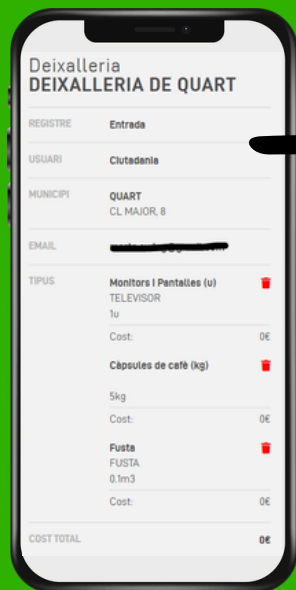 Deixalleria
DEIXALLERIA DE QUART
REGISTRE Entrada
USUARI Ciutadania
MUNICIPI QUART
CL MAJOR, 8
EMAIL
TIPUS Monitors i Pantalles (u)
TELEVISOR
1u
Cost: 0€
Càpsules de cafè (kg)
5kg
Cost: 0€
Fusta
FUSTA
0.1m3
Cost: 0€
COST TOTAL 0€